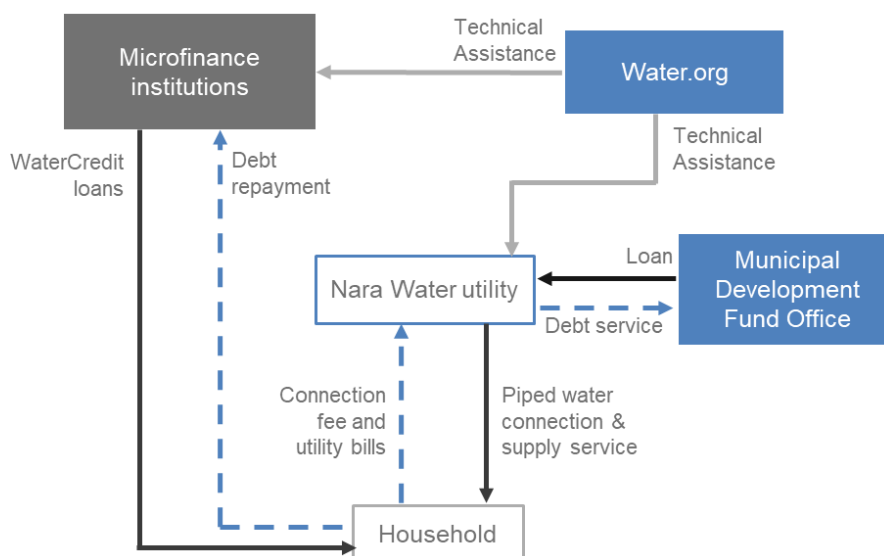 Technical
Assistance
Microfinance
institutions
Water.org
Technical
Assistance
WaterCredit
loans
Debt
repayment
Loan
Municipal
Development
Fund Office
Nara Water utility
Debt service
Connection
fee and
utility bills
Piped water
connection &
supply service
Household